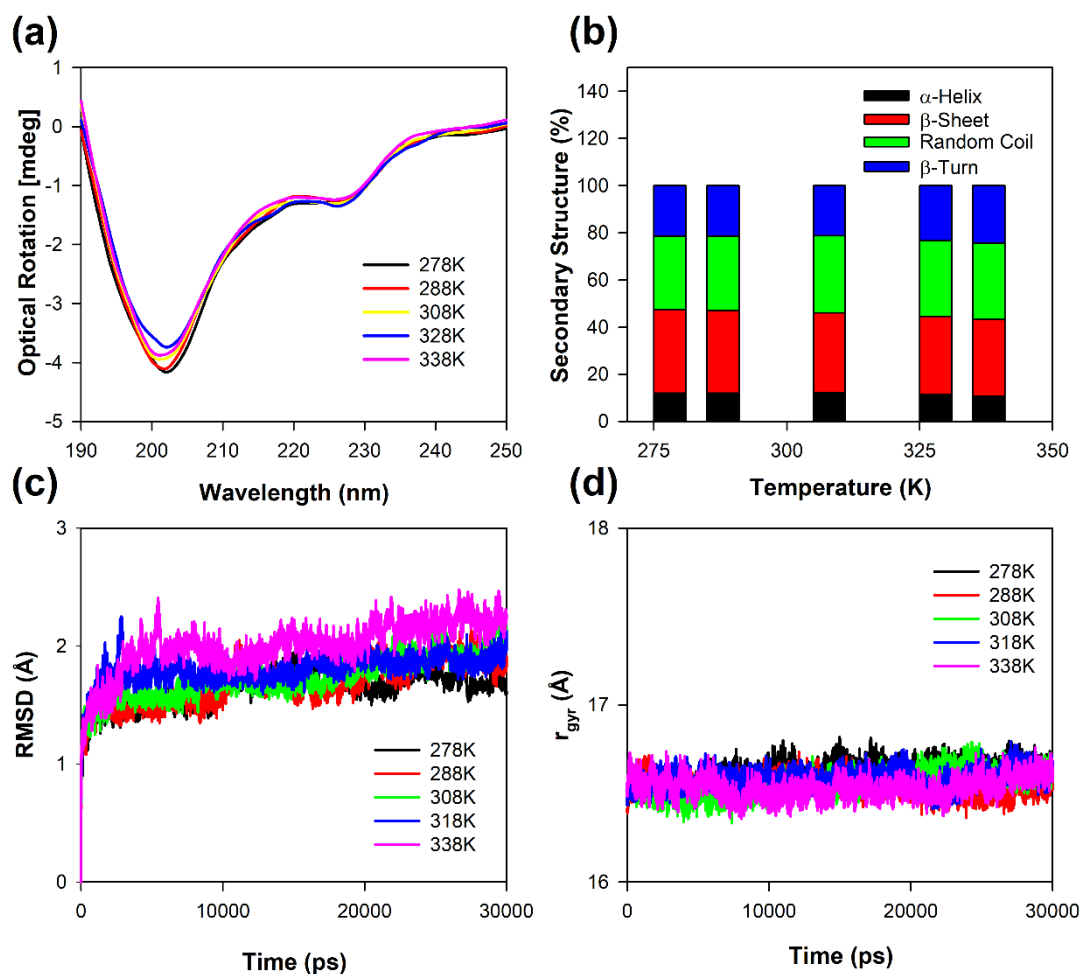 (a)
1
0
-1
-2
-3
-4
-5
Optical Rotation [mdeg]
278K
288K
308K
328K
338K
190 200 210 220 230 240 250
Wavelength (nm)
(b)
140
120
100
80
60
40
20
0
Secondary Structure (%)
α-Helix
β-Sheet
Random Coil
β-Turn
275 300 325 350
Temperature (K)
(c)
3
2
1
0
RMSD (Å)
278K
288K
308K
318K
338K
0 10000 20000 30000
Time (ps)
(d)
18
17
16
rgyr (Å)
278K
288K
308K
318K
338K
0 10000 20000 30000
Time (ps)